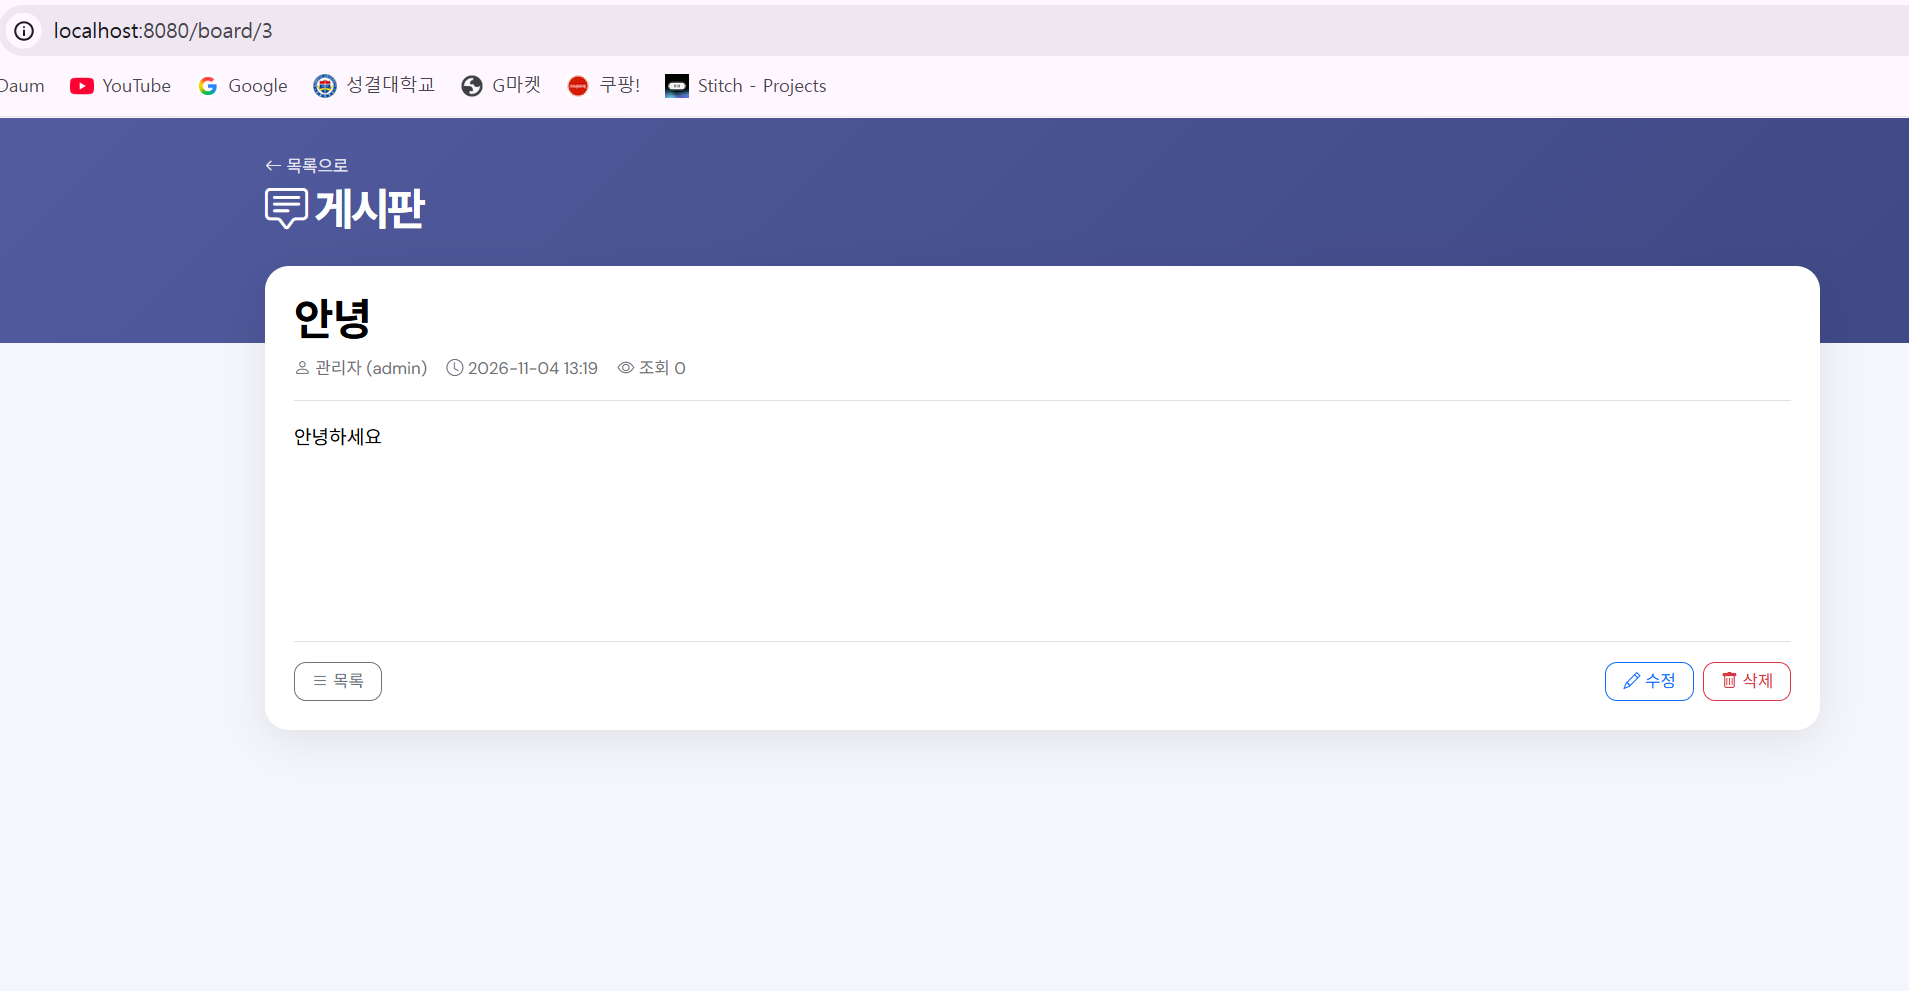 localhost:8080/board/3
Daum YouTube Google 성결대학교 G마켓 쿠팡! Stitch - Projects
← 목록으로
게시판
안녕
관리자 (admin) 2026-11-04 13:19 조회 0
안녕하세요
목록 수정 삭제